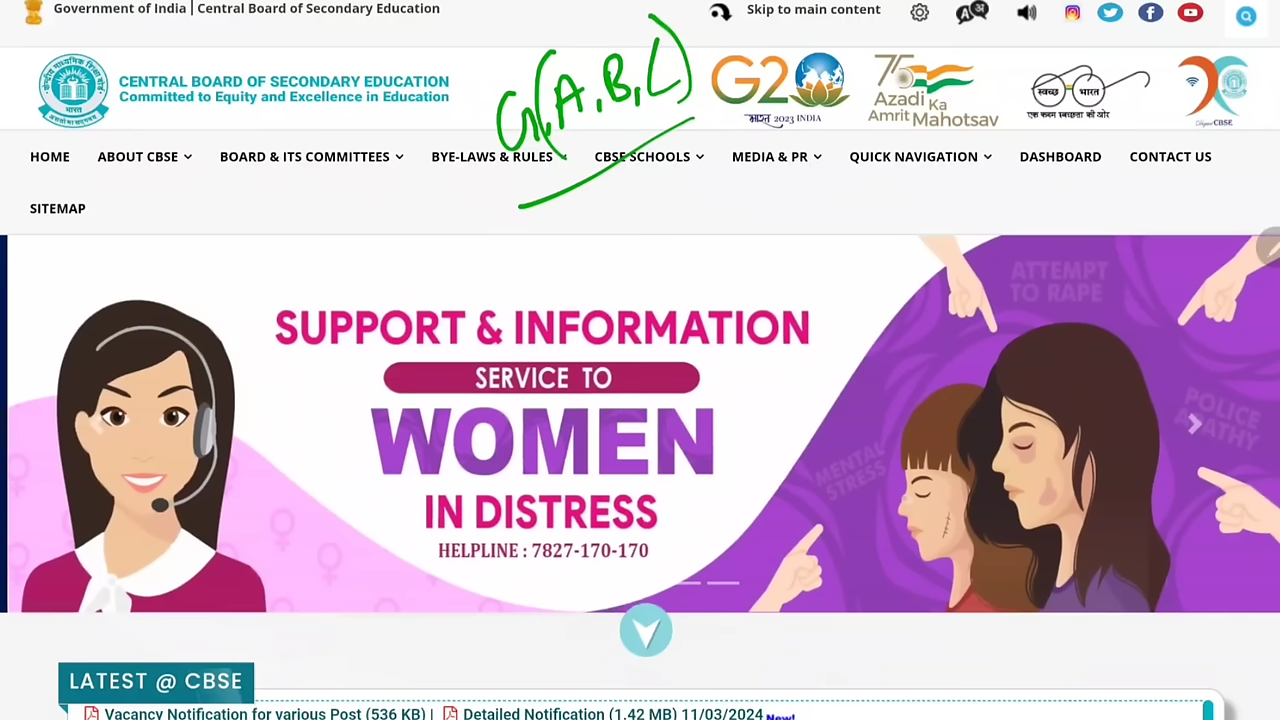 Government of India | Central Board of Secondary Education
Skip to main content
CENTRAL BOARD OF SECONDARY EDUCATION
Committed to Equity and Excellence in Education
G(A,B,C)
G20
भारत 2023 INDIA
75
Azadi Ka
Amrit Mahotsav
स्वच्छ भारत
एक कदम स्वच्छता की ओर
HOME ABOUT CBSE BOARD & ITS COMMITTEES BYE-LAWS & RULES CBSE SCHOOLS MEDIA & PR QUICK NAVIGATION DASHBOARD CONTACT US
SITEMAP
ATTEMPT
TO RAPE
SUPPORT & INFORMATION
SERVICE TO
WOMEN
IN DISTRESS
HELPLINE : 7827-170-170
MENTAL
STRESS
POLICE
LATEST @ CBSE
Vacancy Notification for various Post (536 KB) | Detailed Notification (1.42 MB) 11/03/2024 New!